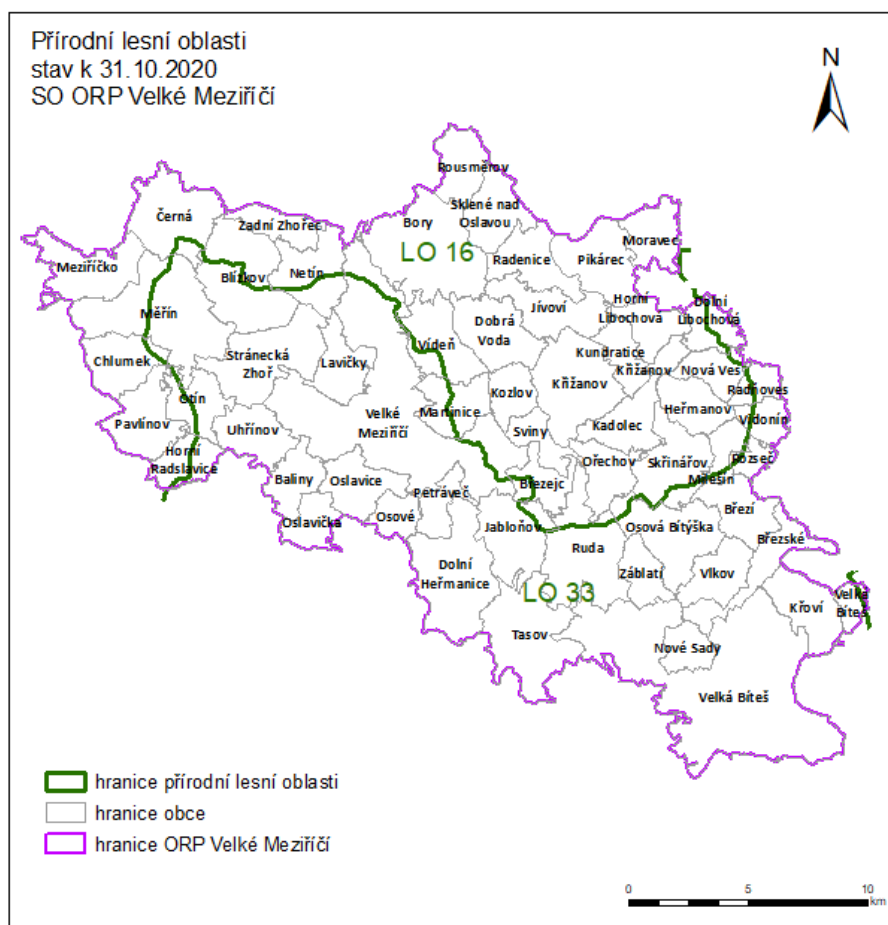 Přírodní lesní oblasti
stav k 31.10.2020
SO ORP Velké Meziříčí
N
Rousměrov
Černá
Sklené nad
Oslavou
Bory
Zadní Zhořec
LO 16
Moravec
Meziříčko
Radenice
Pikárec
Blízkov
Netín
Měřín
Jívoví
Horní
Libochová
Dolní
Libochová
Dobrá
Voda
Vídeň
Chlumek
Stránecká
Zhoř
Lavičky
Kundratice
Křižanov
Křižanov
Nová Ves
Radňoves
Otín
Kozlov
Heřmanov
Pavlínov
Velké
Meziříčí
Martinice
Vidonín
Uhřínov
Sviny
Kadolec
Horní
Radslavice
Ořechov
Skřinářov
Rozseč
Baliny
Oslavice
Březejc
Milešín
Petráveč
Oslavička
Osové
Jabloňov
Osová Bítýška
Březí
Březské
Ruda
Dolní
Heřmanice
Záblatí
Vlkov
LO 33
Křoví
Velká
Bíteš
Tasov
Nové Sady
Velká Bíteš
hranice přírodní lesní oblasti
hranice obce
hranice ORP Velké Meziříčí
0 5 10
km